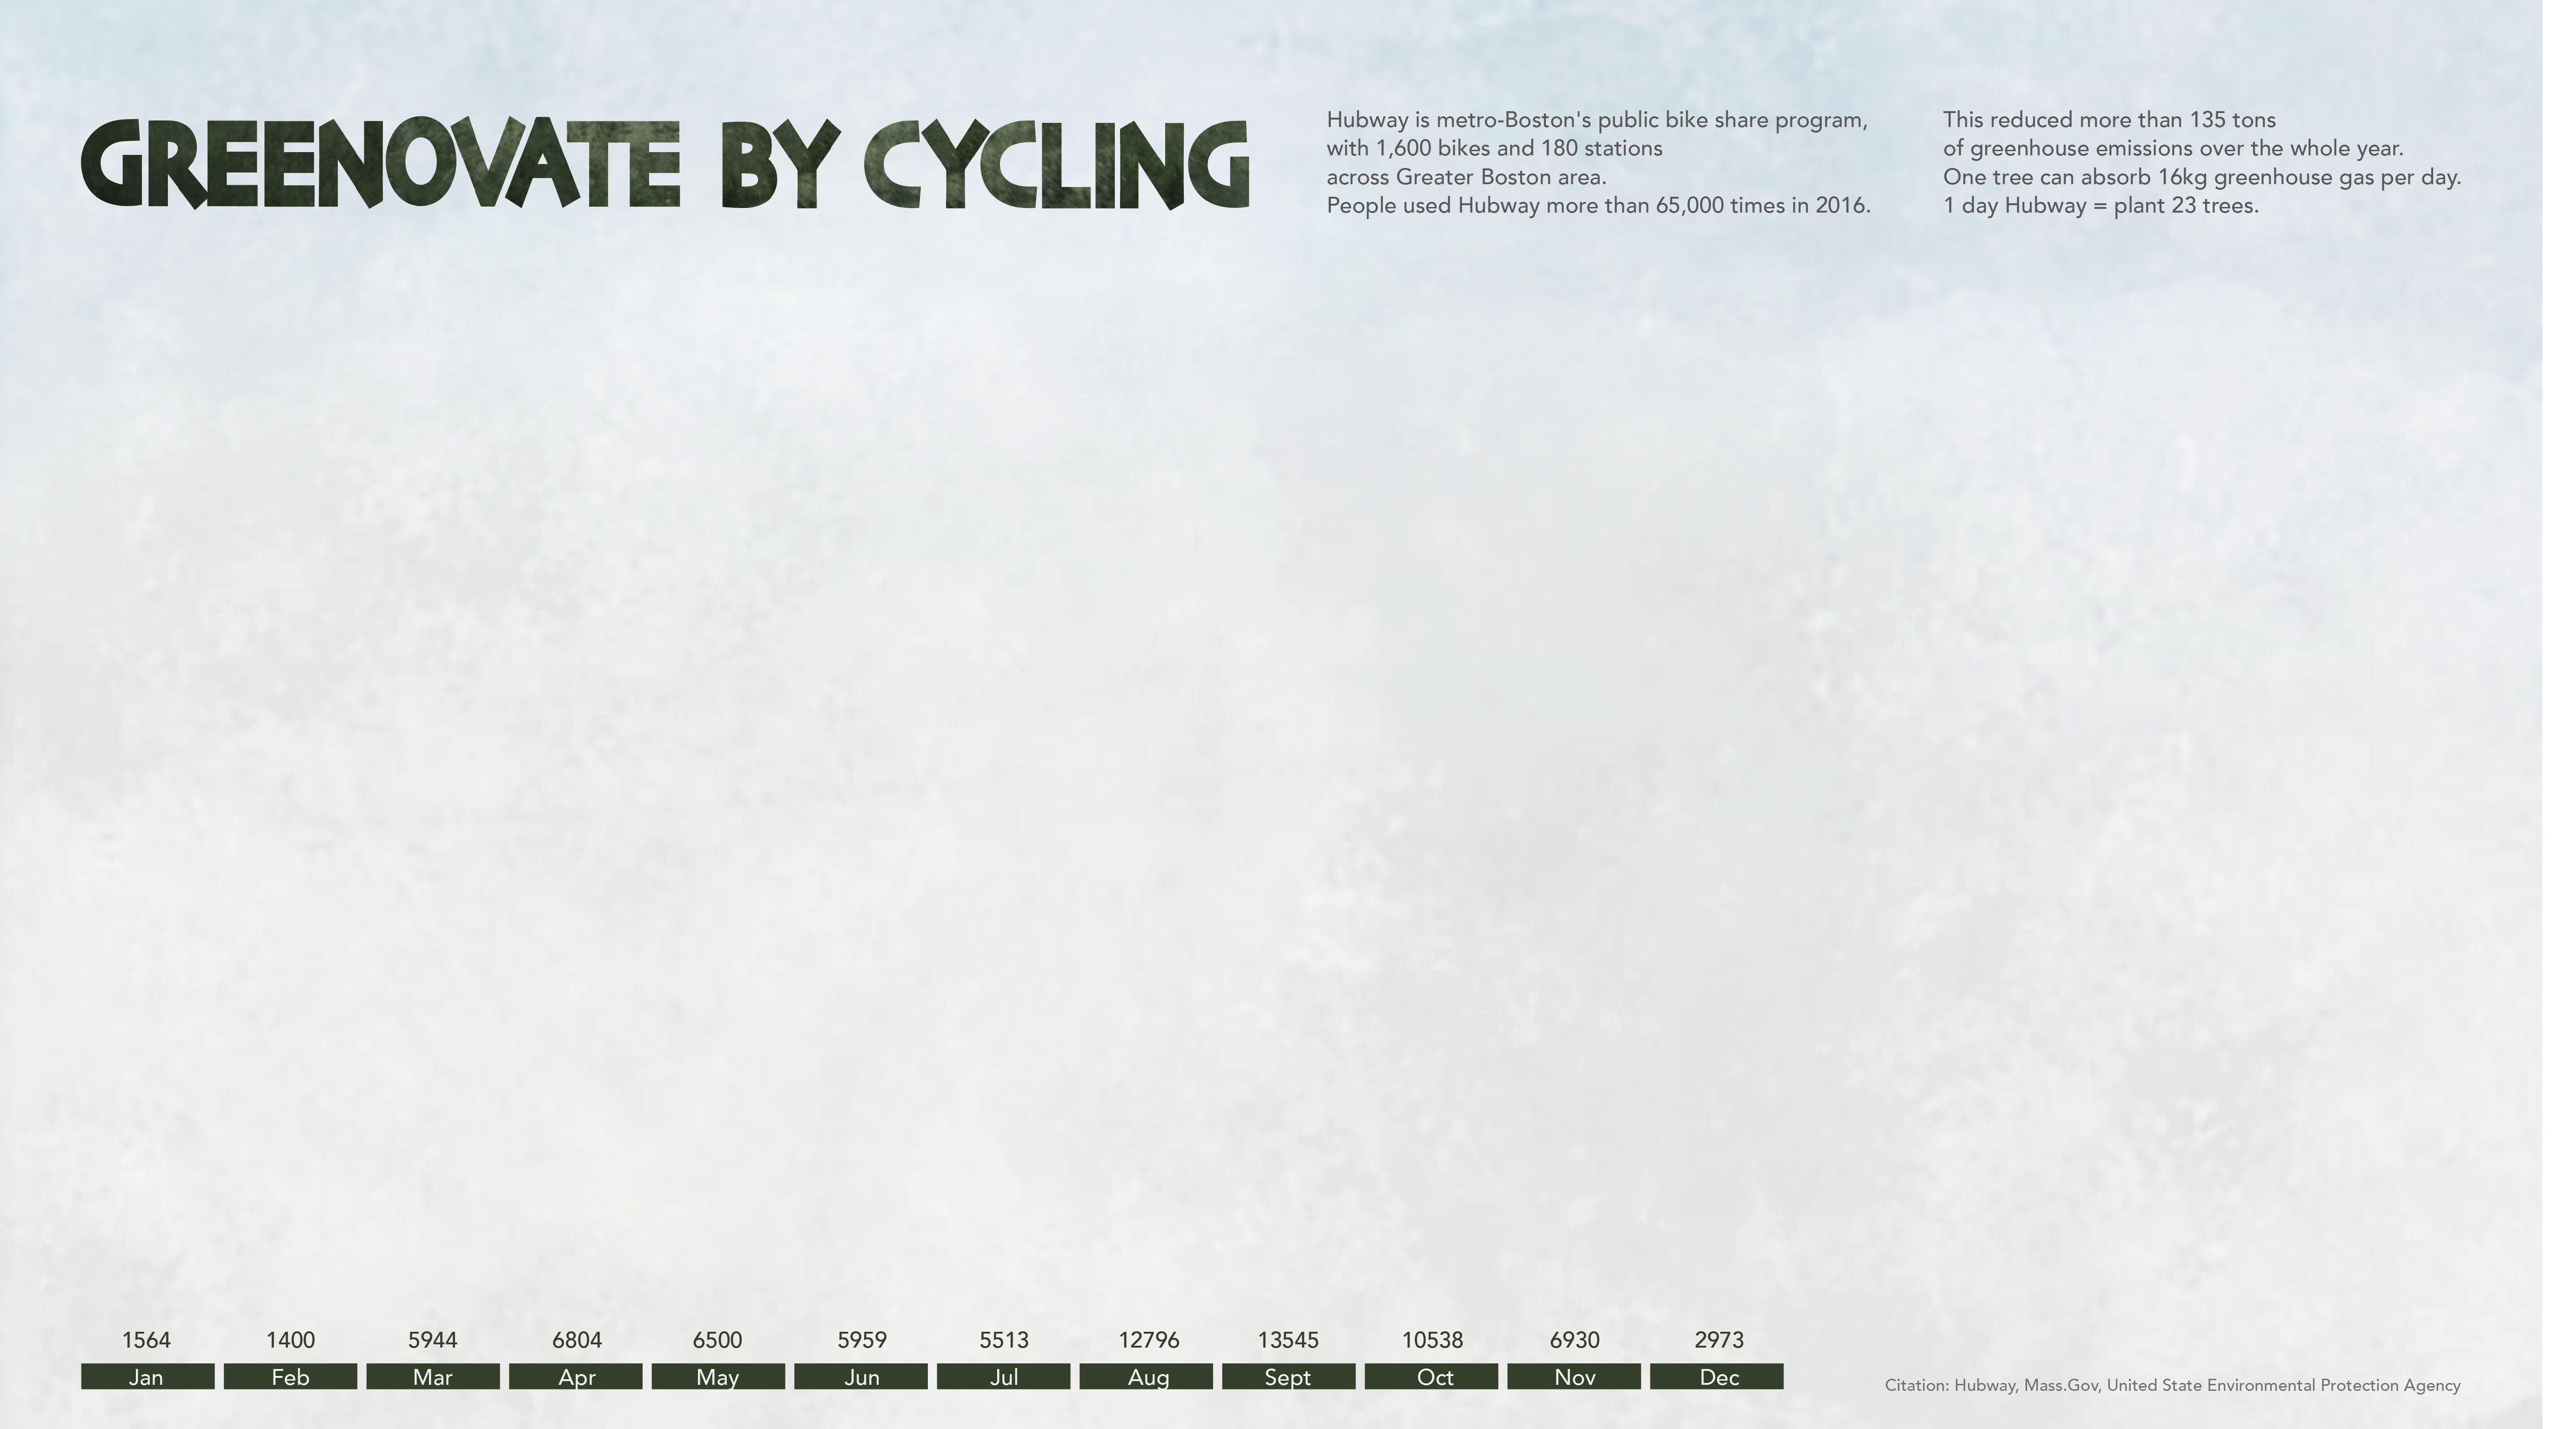 GREENOVATE BY CYCLING
Hubway is metro-Boston's public bike share program,
with 1,600 bikes and 180 stations
across Greater Boston area.
People used Hubway more than 65,000 times in 2016.
This reduced more than 135 tons
of greenhouse emissions over the whole year.
One tree can absorb 16kg greenhouse gas per day.
1 day Hubway = plant 23 trees.
1564 1400 5944 6804 6500 5959 5513 12796 13545 10538 6930 2973
Jan Feb Mar Apr May Jun Jul Aug Sept Oct Nov Dec
Citation: Hubway, Mass.Gov, United State Environmental Protection Agency